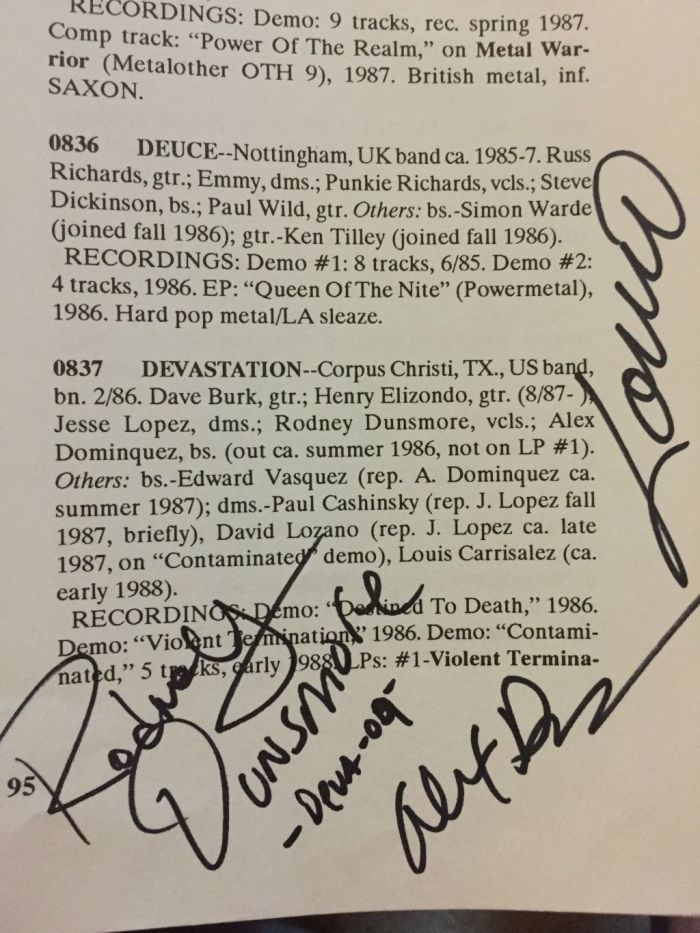 RECORDINGS: Demo: 9 tracks, rec. spring 1987.
Comp track: “Power Of The Realm,” on Metal War-
rior (Metalother OTH 9), 1987. British metal, inf.
SAXON.
0836 DEUCE--Nottingham, UK band ca. 1985-7. Russ
Richards, gtr.; Emmy, dms.; Punkie Richards, vcls.; Steve
Dickinson, bs.; Paul Wild, gtr. Others: bs.-Simon Warde
(joined fall 1986); gtr.-Ken Tilley (joined fall 1986).
RECORDINGS: Demo #1: 8 tracks, 6/85. Demo #2:
4 tracks, 1986. EP: “Queen Of The Nite” (Powermetal),
1986. Hard pop metal/LA sleaze.
0837 DEVASTATION--Corpus Christi, TX., US band,
bn. 2/86. Dave Burk, gtr.; Henry Elizondo, gtr. (8/87- ),
Jesse Lopez, dms.; Rodney Dunsmore, vcls.; Alex
Dominquez, bs. (out ca. summer 1986, not on LP #1).
Others: bs.-Edward Vasquez (rep. A. Dominquez ca.
summer 1987); dms.-Paul Cashinsky (rep. J. Lopez fall
1987, briefly), David Lozano (rep. J. Lopez ca. late
1987, on “Contaminated” demo), Louis Carrisalez (ca.
early 1988).
RECORDINGS: Demo: “Destined To Death,” 1986.
Demo: “Violent Termination,” 1986. Demo: “Contami-
nated,” 5 tracks, early 1988. LPs: #1-Violent Termina-
95
DUNSMORE
Alex